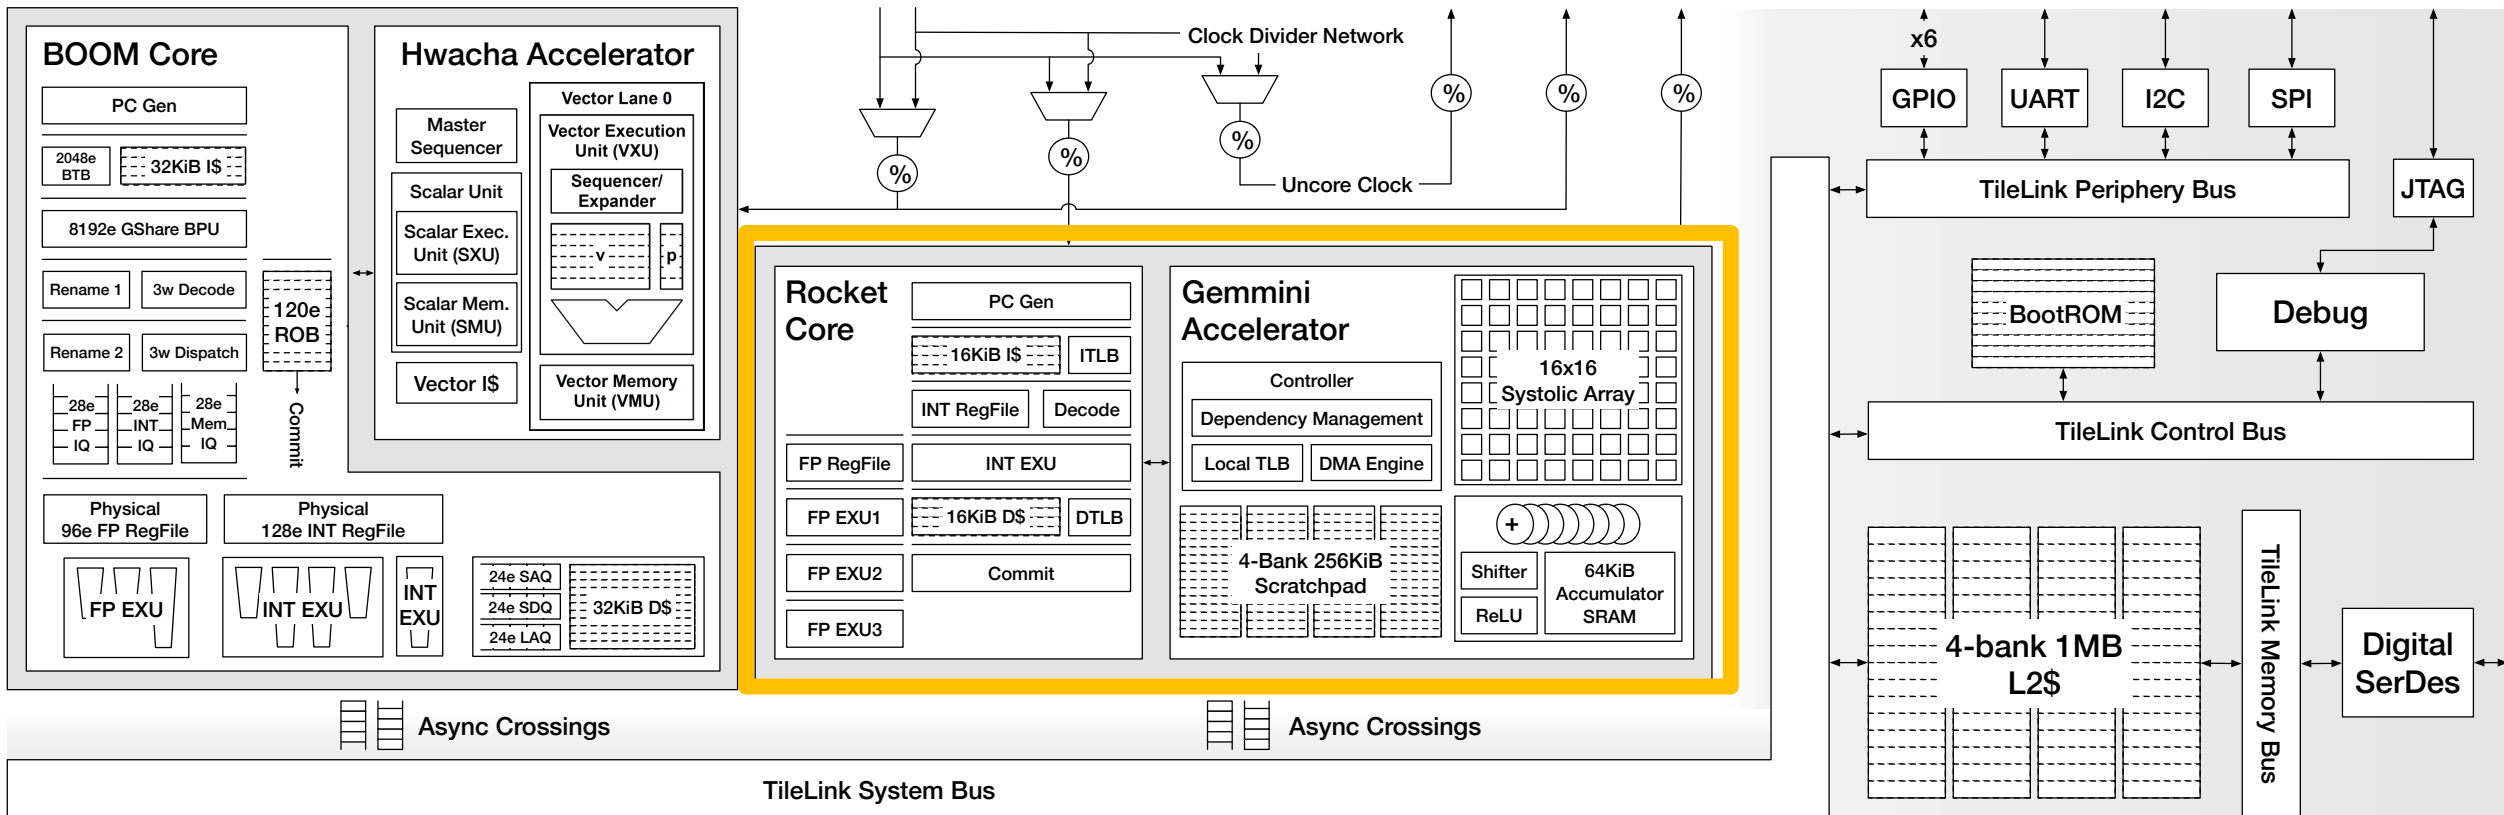 BOOM Core
PC Gen
2048e
BTB
32KiB I$
8192e GShare BPU
Rename 1
3w Decode
Rename 2
3w Dispatch
120e
ROB
Commit
28e
FP
IQ
28e
INT
IQ
28e
Mem
IQ
Physical
96e FP RegFile
Physical
128e INT RegFile
FP EXU
INT EXU
INT
EXU
24e SAQ
24e SDQ
24e LAQ
32KiB D$
Hwacha Accelerator
Master
Sequencer
Scalar Unit
Scalar Exec.
Unit (SXU)
Scalar Mem.
Unit (SMU)
Vector I$
Vector Lane 0
Vector Execution
Unit (VXU)
Sequencer/
Expander
v
p
Vector Memory
Unit (VMU)
Clock Divider Network
%
%
%
%
%
%
Uncore Clock
Rocket
Core
PC Gen
16KiB I$
ITLB
INT RegFile
Decode
FP RegFile
INT EXU
FP EXU1
16KiB D$
DTLB
FP EXU2
Commit
FP EXU3
Gemmini
Accelerator
Controller
Dependency Management
Local TLB
DMA Engine
16x16
Systolic Array
4-Bank 256KiB
Scratchpad
+
Shifter
ReLU
64KiB
Accumulator
SRAM
Async Crossings
Async Crossings
TileLink System Bus
x6
GPIO
UART
I2C
SPI
TileLink Periphery Bus
JTAG
BootROM
Debug
TileLink Control Bus
4-bank 1MB
L2$
TileLink Memory Bus
Digital
SerDes